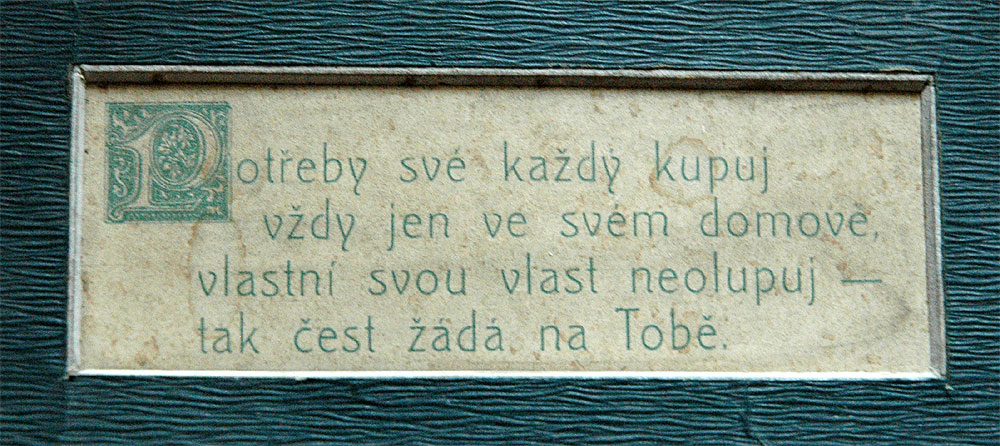 Potřeby své každý kupuj
vždy jen ve svém domově,
vlastní svou vlast neolupuj —
tak čest žádá na Tobě.